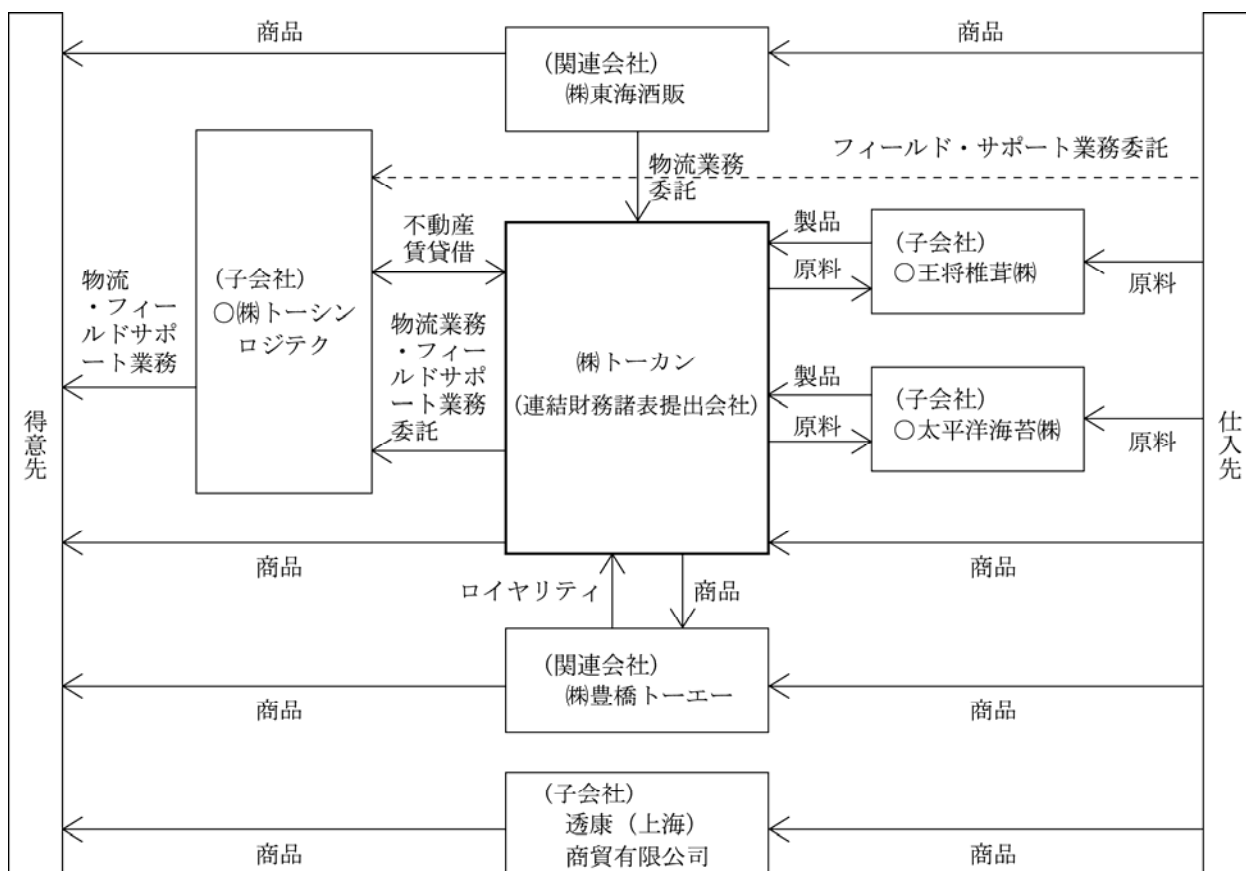 商品
商品
(関連会社)
㈱東海酒販
フィールド・サポート業務委託
物流業務
委託
不動産
賃貸借
製品
原料
(子会社)
○王将椎茸㈱
原料
(子会社)
○㈱トーシン
ロジテク
物流
・フィー
ルドサポ
ート業務
物流業務
・フィー
ルドサポ
ート業務
委託
㈱トーカン
(連結財務諸表提出会社)
製品
原料
(子会社)
○太平洋海苔㈱
原料
得意先
仕入先
商品
商品
ロイヤリティ
商品
(関連会社)
㈱豊橋トーエー
商品
商品
(子会社)
透康（上海）
商貿有限公司
商品
商品